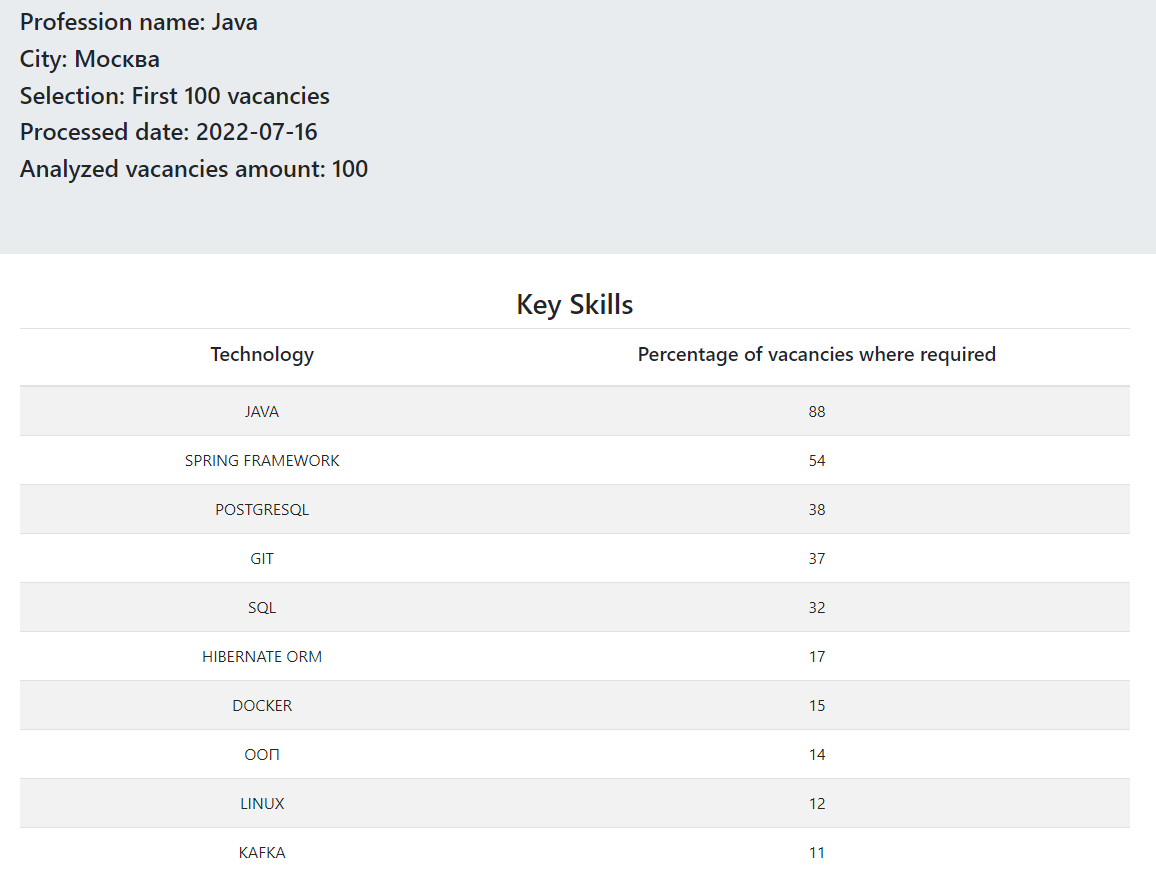 Profession name: Java
City: Москва
Selection: First 100 vacancies
Processed date: 2022-07-16
Analyzed vacancies amount: 100
Key Skills
Technology Percentage of vacancies where required
JAVA 88
SPRING FRAMEWORK 54
POSTGRESQL 38
GIT 37
SQL 32
HIBERNATE ORM 17
DOCKER 15
ООП 14
LINUX 12
KAFKA 11